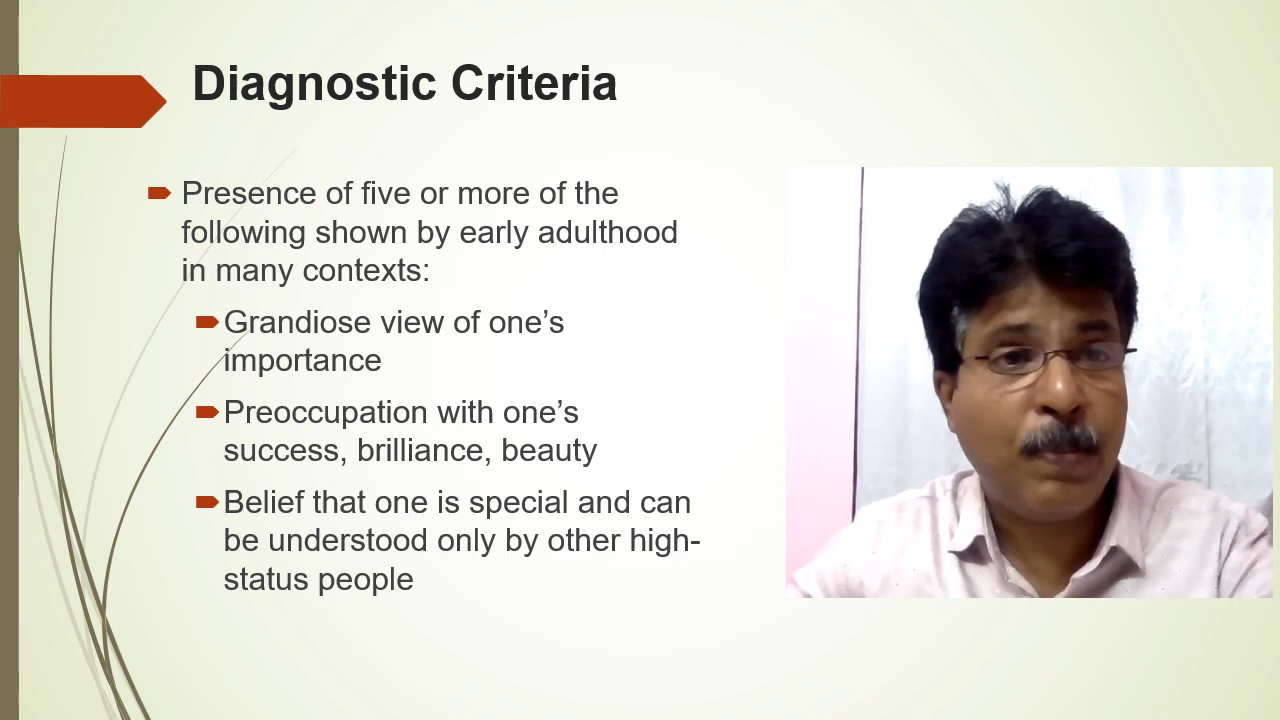 Diagnostic Criteria
Presence of five or more of the
following shown by early adulthood
in many contexts:
Grandiose view of one’s
importance
Preoccupation with one’s
success, brilliance, beauty
Belief that one is special and can
be understood only by other high-
status people